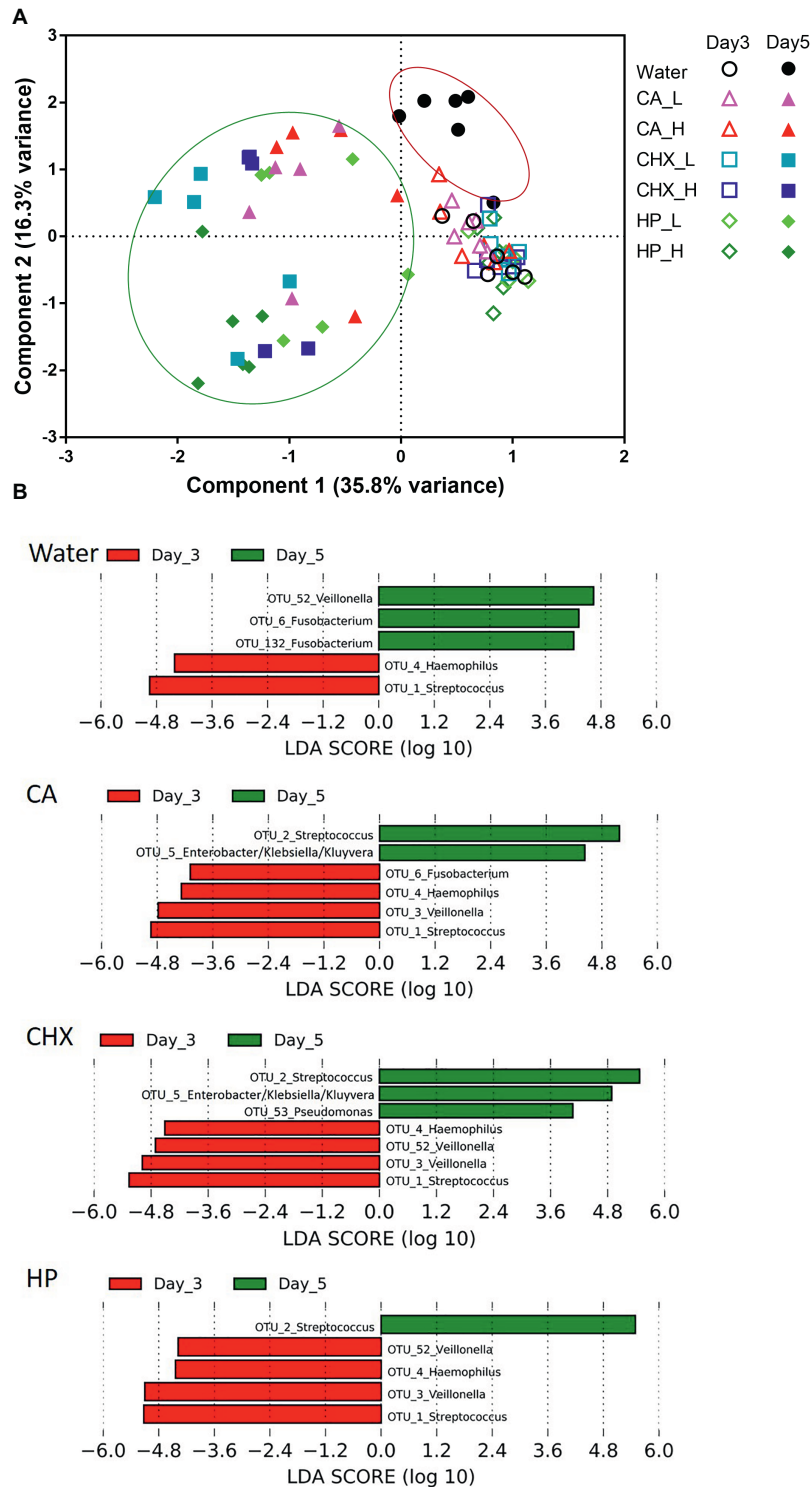 A
Day3 Day5
Water
CA_L
CA_H
CHX_L
CHX_H
HP_L
HP_H
3
2
1
0
-1
-2
-3
Component 2 (16.3% variance)
-3 -2 -1 0 1 2
Component 1 (35.8% variance)
B
Water Day_3 Day_5
OTU_52_Veillonella
OTU_6_Fusobacterium
OTU_132_Fusobacterium
OTU_4_Haemophilus
OTU_1_Streptococcus
−6.0 −4.8 −3.6 −2.4 −1.2 0.0 1.2 2.4 3.6 4.8 6.0
LDA SCORE (log 10)
CA Day_3 Day_5
OTU_2_Streptococcus
OTU_5_Enterobacter/Klebsiella/Kluyvera
OTU_6_Fusobacterium
OTU_4_Haemophilus
OTU_3_Veillonella
OTU_1_Streptococcus
−6.0 −4.8 −3.6 −2.4 −1.2 0.0 1.2 2.4 3.6 4.8 6.0
LDA SCORE (log 10)
CHX Day_3 Day_5
OTU_2_Streptococcus
OTU_5_Enterobacter/Klebsiella/Kluyvera
OTU_53_Pseudomonas
OTU_4_Haemophilus
OTU_52_Veillonella
OTU_3_Veillonella
OTU_1_Streptococcus
−6.0 −4.8 −3.6 −2.4 −1.2 0.0 1.2 2.4 3.6 4.8 6.0
LDA SCORE (log 10)
HP Day_3 Day_5
OTU_2_Streptococcus
OTU_52_Veillonella
OTU_4_Haemophilus
OTU_3_Veillonella
OTU_1_Streptococcus
−6.0 −4.8 −3.6 −2.4 −1.2 0.0 1.2 2.4 3.6 4.8 6.0
LDA SCORE (log 10)